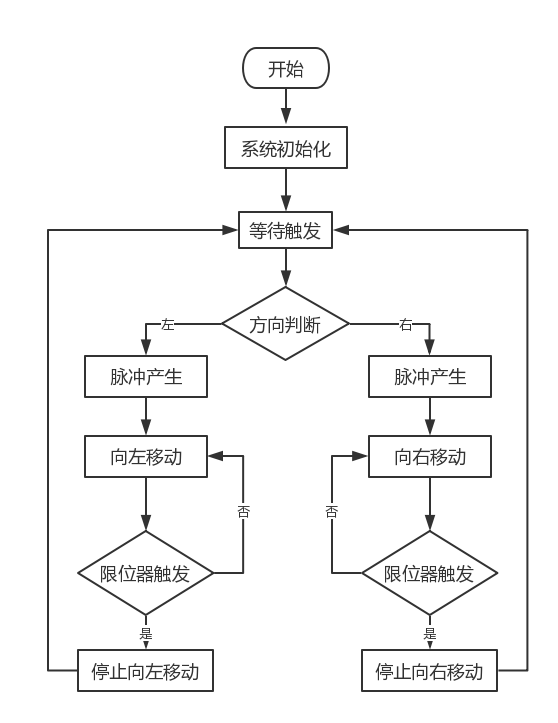 开始
系统初始化
等待触发
方向判断
左
右
脉冲产生
脉冲产生
向左移动
向右移动
否
否
限位器触发
限位器触发
是
是
停止向左移动
停止向右移动